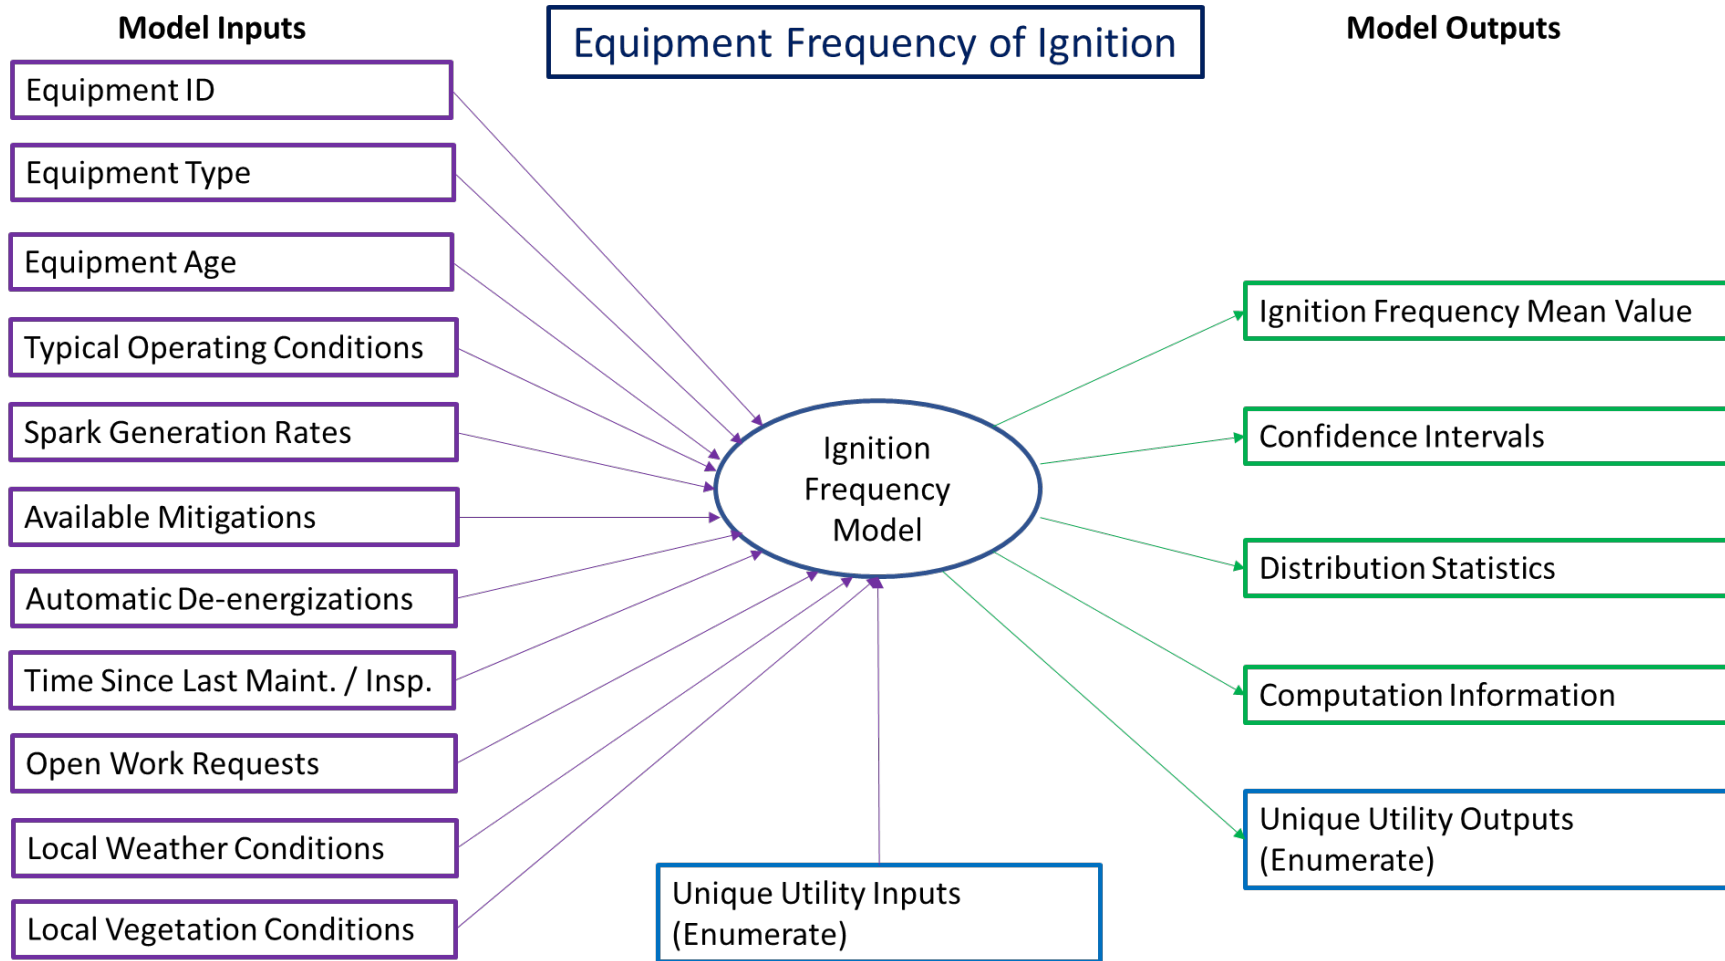 Model Inputs
Equipment Frequency of Ignition
Model Outputs
Equipment ID
Equipment Type
Equipment Age
Typical Operating Conditions
Spark Generation Rates
Available Mitigations
Automatic De-energizations
Time Since Last Maint. / Insp.
Open Work Requests
Local Weather Conditions
Local Vegetation Conditions
Ignition
Frequency
Model
Unique Utility Inputs
(Enumerate)
Ignition Frequency Mean Value
Confidence Intervals
Distribution Statistics
Computation Information
Unique Utility Outputs
(Enumerate)